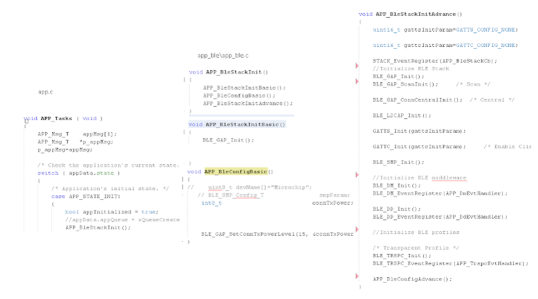 app.c
void APP_Tasks ( void )
{
APP_Msg_T appMsg[1];
APP_Msg_T *p_appMsg;
p_appMsg=appMsg;
/* Check the application's current state.
switch ( appData.state )
{
/* Application's initial state. */
case APP_STATE_INIT:
{
bool appInitialized = true;
//appData.appQueue = xQueueCreate
APP_BleStackInit();
app_ble\app_ble.c
void APP_BleStackInit()
{
APP_BleStackInitBasic();
APP_BleConfigBasic();
APP_BleStackInitAdvance();
}
void APP_BleStackInitBasic()
{
BLE_GAP_Init();
void APP_BleConfigBasic()
{
// uint8_t devName[]="Microchip";
// BLE_SMP_Config_T smpParam;
int8_t connTxPower;
BLE_GAP_SetConnTxPowerLevel(15, &connTxPower
}
void APP_BleStackInitAdvance()
{
uint16_t gattsInitParam=GATTS_CONFIG_NONE;
uint16_t gattcInitParam=GATTC_CONFIG_NONE;
STACK_EventRegister(APP_BleStackCb);
//Initialize BLE Stack
BLE_GAP_Init();
BLE_GAP_ScanInit(); /* Scan */
BLE_GAP_ConnCentralInit(); /* Central */
BLE_L2CAP_Init();
GATTS_Init(gattsInitParam);
GATTC_Init(gattcInitParam); /* Enable Clie
BLE_SMP_Init();
//Initialize BLE middleware
BLE_DM_Init();
BLE_DM_EventRegister(APP_DmEvtHandler);
BLE_DD_Init();
BLE_DD_EventRegister(APP_DdEvtHandler);
//Initialize BLE profiles
/* Transparent Profile */
BLE_TRSPC_Init();
BLE_TRSPC_EventRegister(APP_TrspcEvtHandler);
APP_BleConfigAdvance();
}